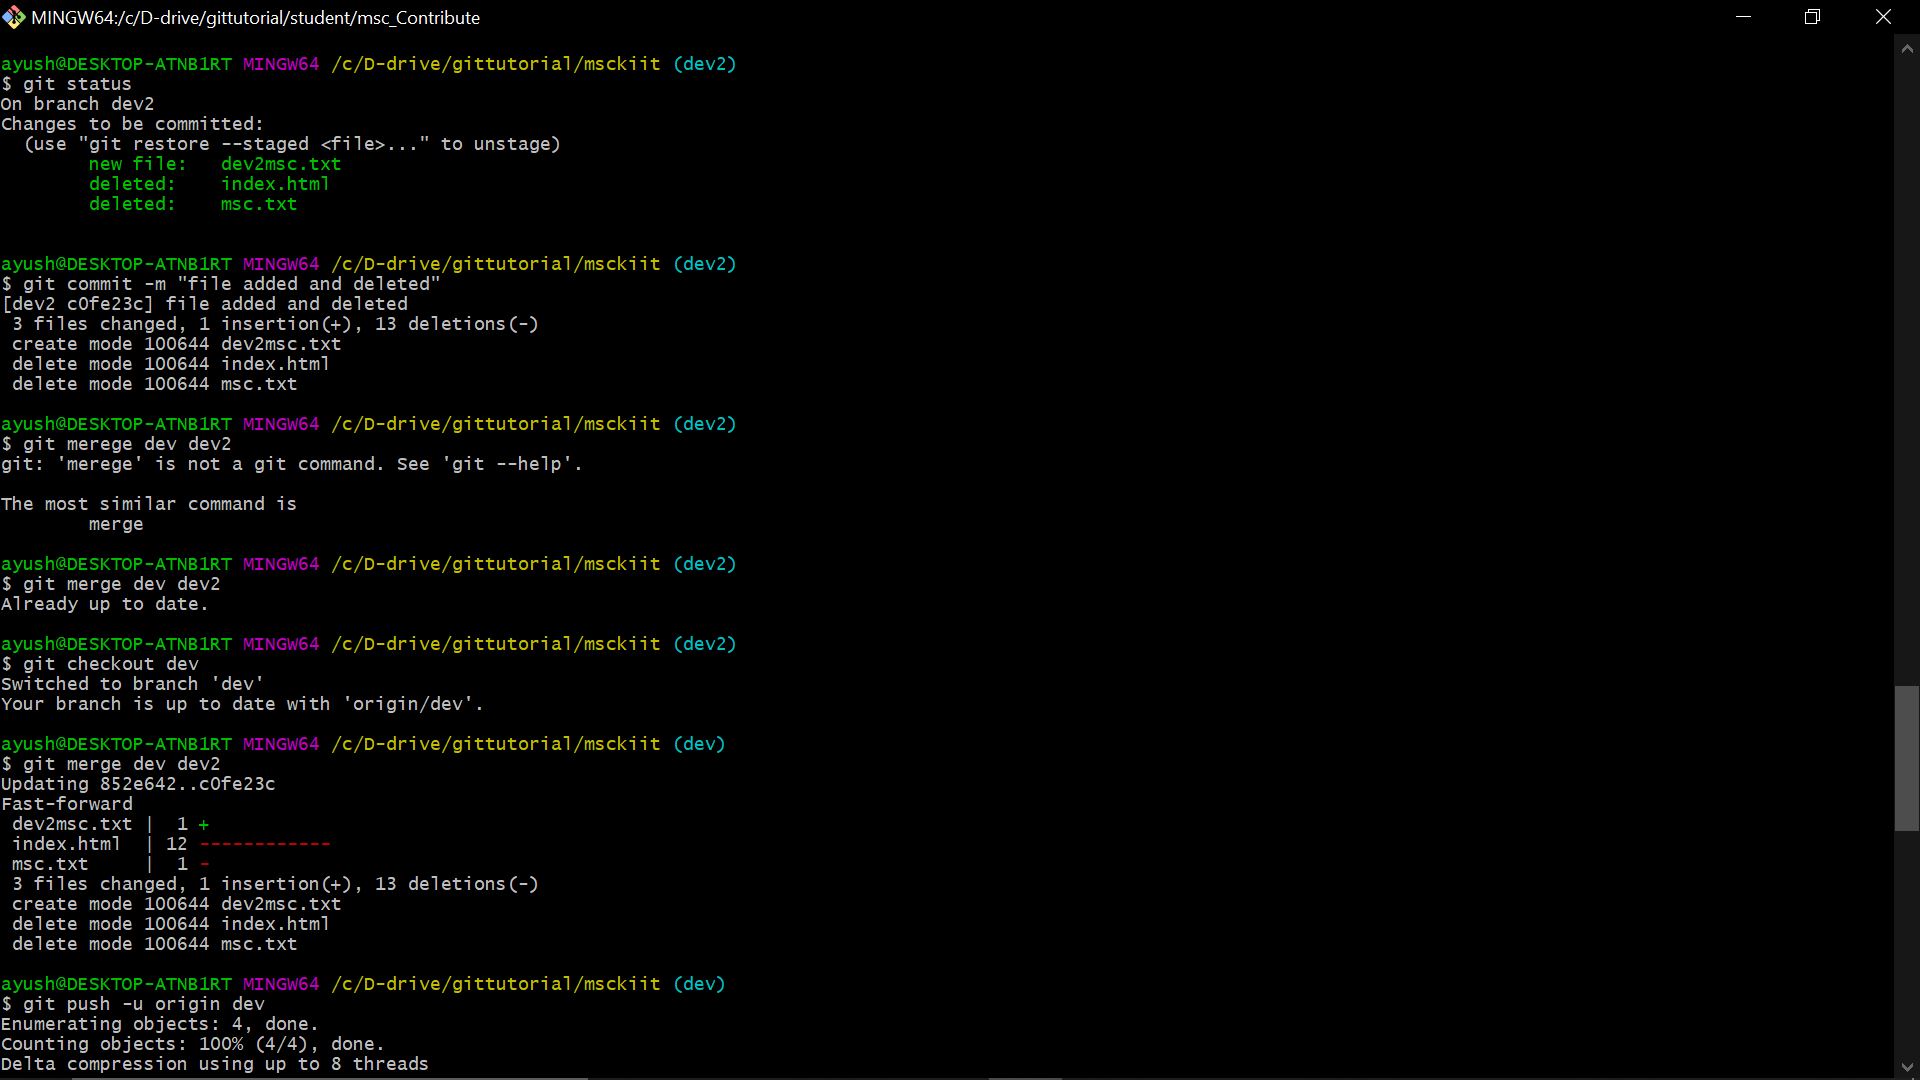 MINGW64:/c/D-drive/gittutorial/student/msc_Contribute
ayush@DESKTOP-ATNB1RT MINGW64 /c/D-drive/gittutorial/msckiit (dev2)
$ git status
On branch dev2
Changes to be committed:
  (use "git restore --staged <file>..." to unstage)
        new file:   dev2msc.txt
        deleted:    index.html
        deleted:    msc.txt
ayush@DESKTOP-ATNB1RT MINGW64 /c/D-drive/gittutorial/msckiit (dev2)
$ git commit -m "file added and deleted"
[dev2 c0fe23c] file added and deleted
 3 files changed, 1 insertion(+), 13 deletions(-)
 create mode 100644 dev2msc.txt
 delete mode 100644 index.html
 delete mode 100644 msc.txt
ayush@DESKTOP-ATNB1RT MINGW64 /c/D-drive/gittutorial/msckiit (dev2)
$ git merege dev dev2
git: 'merege' is not a git command. See 'git --help'.
The most similar command is
        merge
ayush@DESKTOP-ATNB1RT MINGW64 /c/D-drive/gittutorial/msckiit (dev2)
$ git merge dev dev2
Already up to date.
ayush@DESKTOP-ATNB1RT MINGW64 /c/D-drive/gittutorial/msckiit (dev2)
$ git checkout dev
Switched to branch 'dev'
Your branch is up to date with 'origin/dev'.
ayush@DESKTOP-ATNB1RT MINGW64 /c/D-drive/gittutorial/msckiit (dev)
$ git merge dev dev2
Updating 852e642..c0fe23c
Fast-forward
 dev2msc.txt |  1 +
 index.html  | 12 ------------
 msc.txt     |  1 -
 3 files changed, 1 insertion(+), 13 deletions(-)
 create mode 100644 dev2msc.txt
 delete mode 100644 index.html
 delete mode 100644 msc.txt
ayush@DESKTOP-ATNB1RT MINGW64 /c/D-drive/gittutorial/msckiit (dev)
$ git push -u origin dev
Enumerating objects: 4, done.
Counting objects: 100% (4/4), done.
Delta compression using up to 8 threads